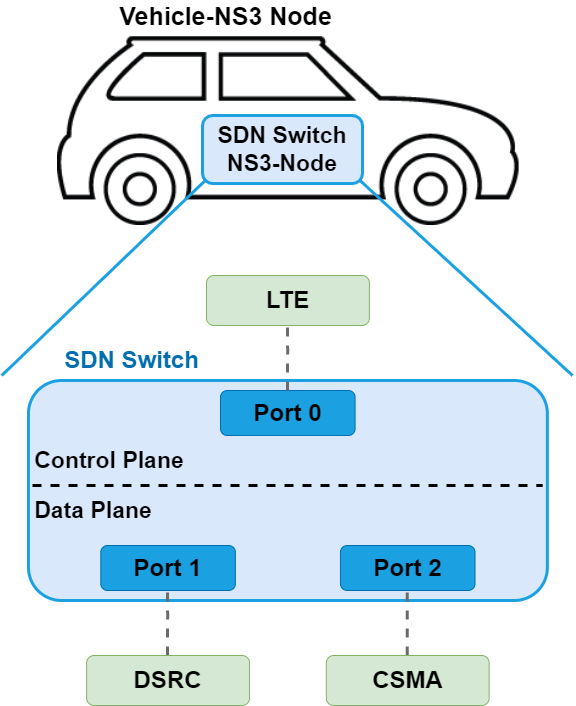 Vehicle-NS3 Node
SDN Switch
NS3-Node
LTE
SDN Switch
Port 0
Control Plane
Data Plane
Port 1
Port 2
DSRC
CSMA